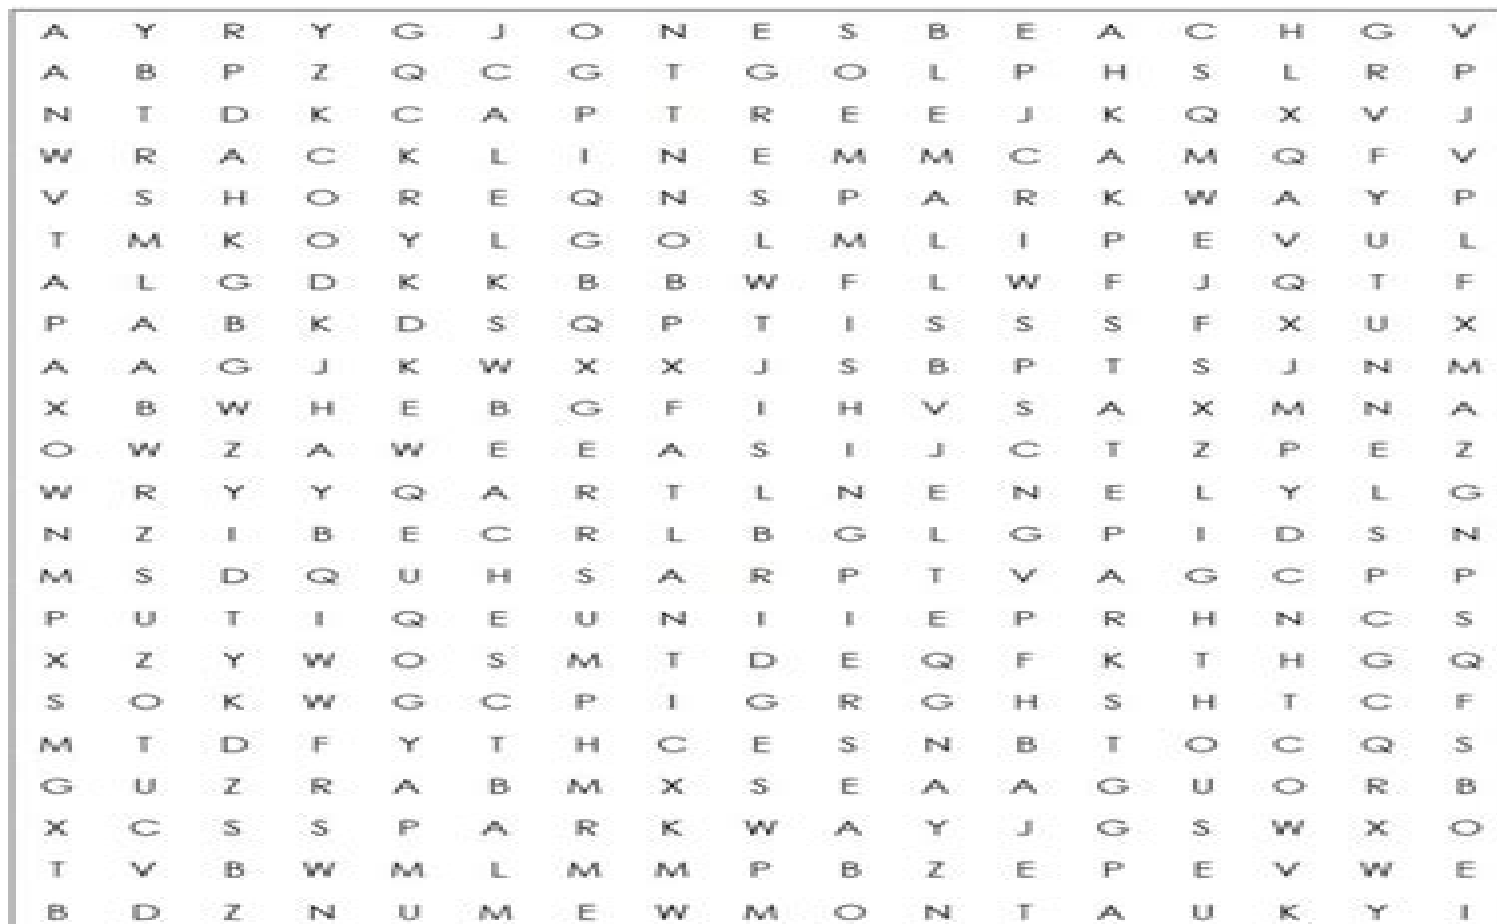 A Y R Y G J O N E S B E A C H G V
A B P Z Q C G T G O L P H S L R P
N T D K C A P T R E E J K Q X V J
W R A C K L I N E M M C A M Q F V
V S H O R E Q N S P A R K W A Y P
T M K O Y L G O L M L I P E V U L
A L G D K K B B W F L W F J Q T F
P A B K D S Q P T I S S S F X U X
A A G J K W X X J S B P T S J N M
X B W H E B G F I H V S A X M N A
O W Z A W E E A S I J C T Z P E Z
W R Y Y Q A R T L N E N E L Y L G
N Z I B E C R L B G L G P I D S N
M S D Q U H S A R P T V A G C P P
P U T I Q E U N I I E P R H N C S
X Z Y W O S M T D E Q F K T H G Q
S O K W G C P I G R G H S H T C F
M T D F Y T H C E S N B T O C Q S
G U Z R A B M X S E A A G U O R B
X C S S P A R K W A Y J G S W X O
T V B W M L M M P B Z E P E V W E
B D Z N U M E W M O N T A U K Y I